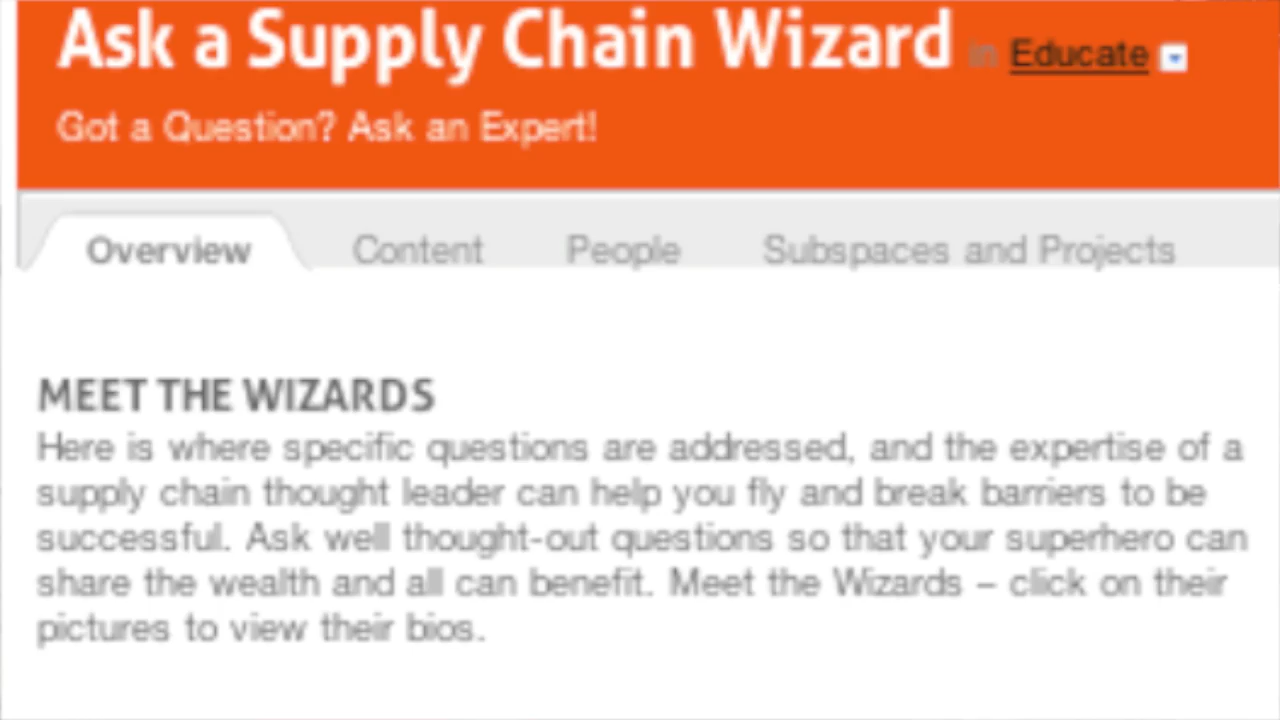 Ask a Supply Chain Wizard in Educate
Got a Question? Ask an Expert!
Overview Content People Subspaces and Projects
MEET THE WIZARDS
Here is where specific questions are addressed, and the expertise of a
supply chain thought leader can help you fly and break barriers to be
successful. Ask well thought-out questions so that your superhero can
share the wealth and all can benefit. Meet the Wizards – click on their
pictures to view their bios.